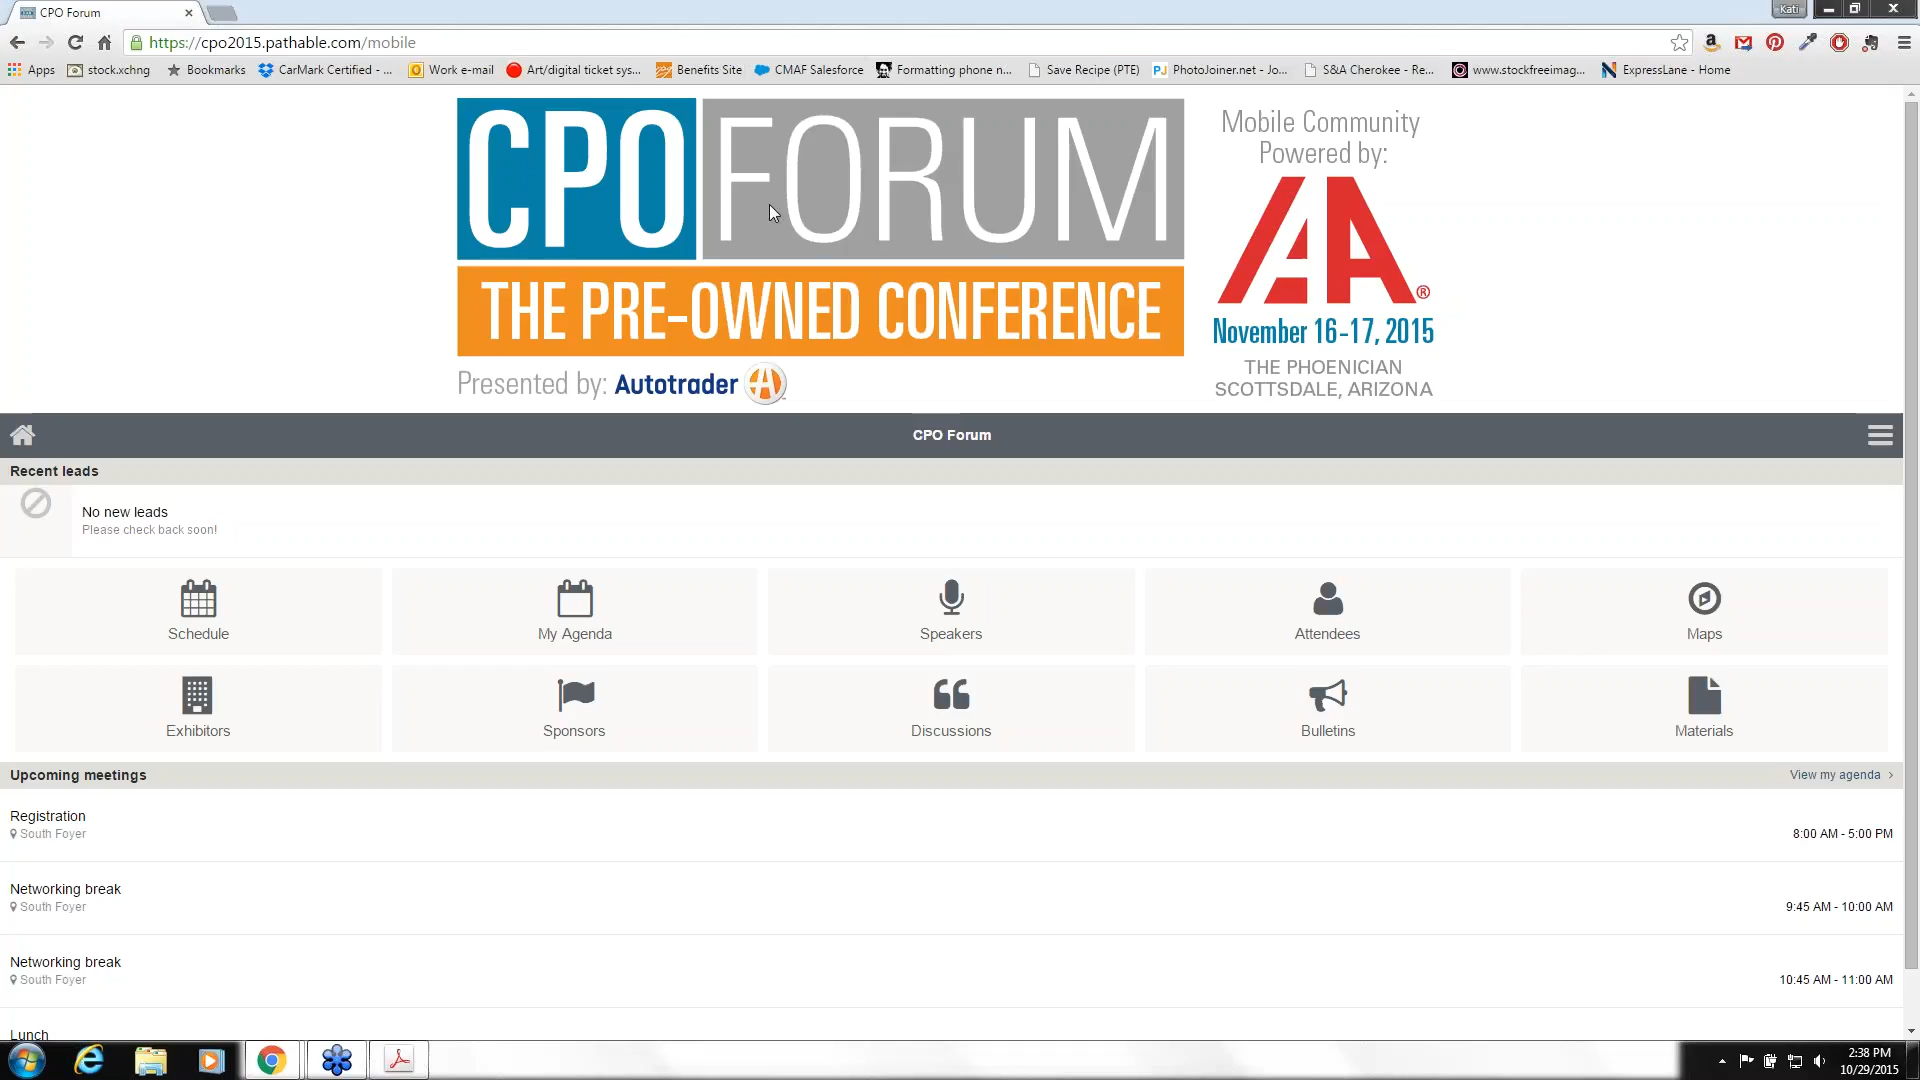 CPO Forum
Kati
https://cpo2015.pathable.com/mobile
Apps
stock.xchng
Bookmarks
CarMark Certified - ...
Work e-mail
Art/digital ticket sys...
Benefits Site
CMAF Salesforce
Formatting phone n...
Save Recipe (PTE)
PhotoJoiner.net - Jo...
S&A Cherokee - Re...
www.stockfreeimag...
ExpressLane - Home
CPO FORUM
THE PRE-OWNED CONFERENCE
Presented by: Autotrader
Mobile Community
Powered by:
AA®
November 16-17, 2015
THE PHOENICIAN
SCOTTSDALE, ARIZONA
CPO Forum
Recent leads
No new leads
Please check back soon!
Schedule
My Agenda
Speakers
Attendees
Maps
Exhibitors
Sponsors
Discussions
Bulletins
Materials
Upcoming meetings
View my agenda >
Registration
South Foyer
8:00 AM - 5:00 PM
Networking break
South Foyer
9:45 AM - 10:00 AM
Networking break
South Foyer
10:45 AM - 11:00 AM
Lunch
2:38 PM
10/29/2015